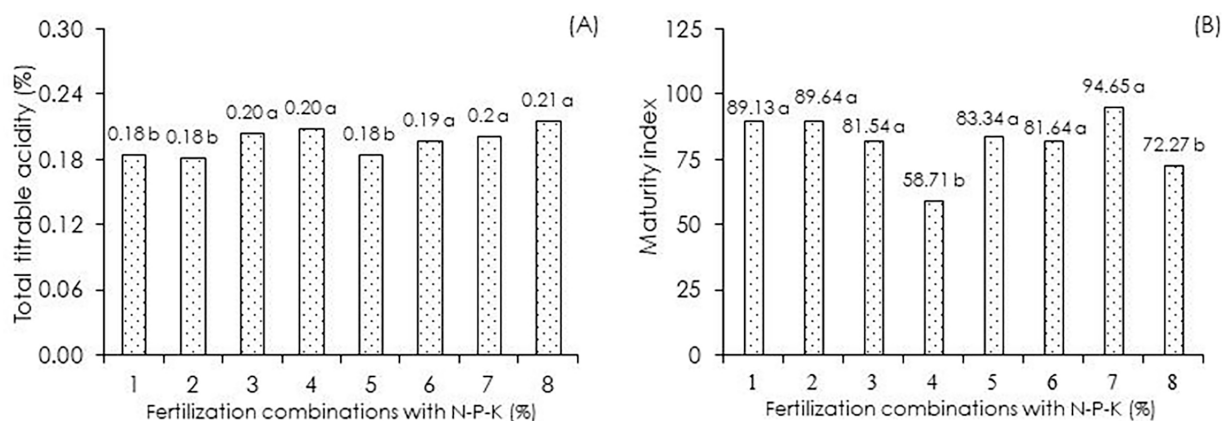 (A)
Total titrable acidity (%)
0.30
0.24
0.18
0.12
0.06
0.00
0.18 b
0.18 b
0.20 a
0.20 a
0.18 b
0.19 a
0.2 a
0.21 a
1 2 3 4 5 6 7 8
Fertilization combinations with N-P-K (%)
(B)
Maturity index
125
100
75
50
25
0
89.13 a
89.64 a
81.54 a
58.71 b
83.34 a
81.64 a
94.65 a
72.27 b
1 2 3 4 5 6 7 8
Fertilization combinations with N-P-K (%)